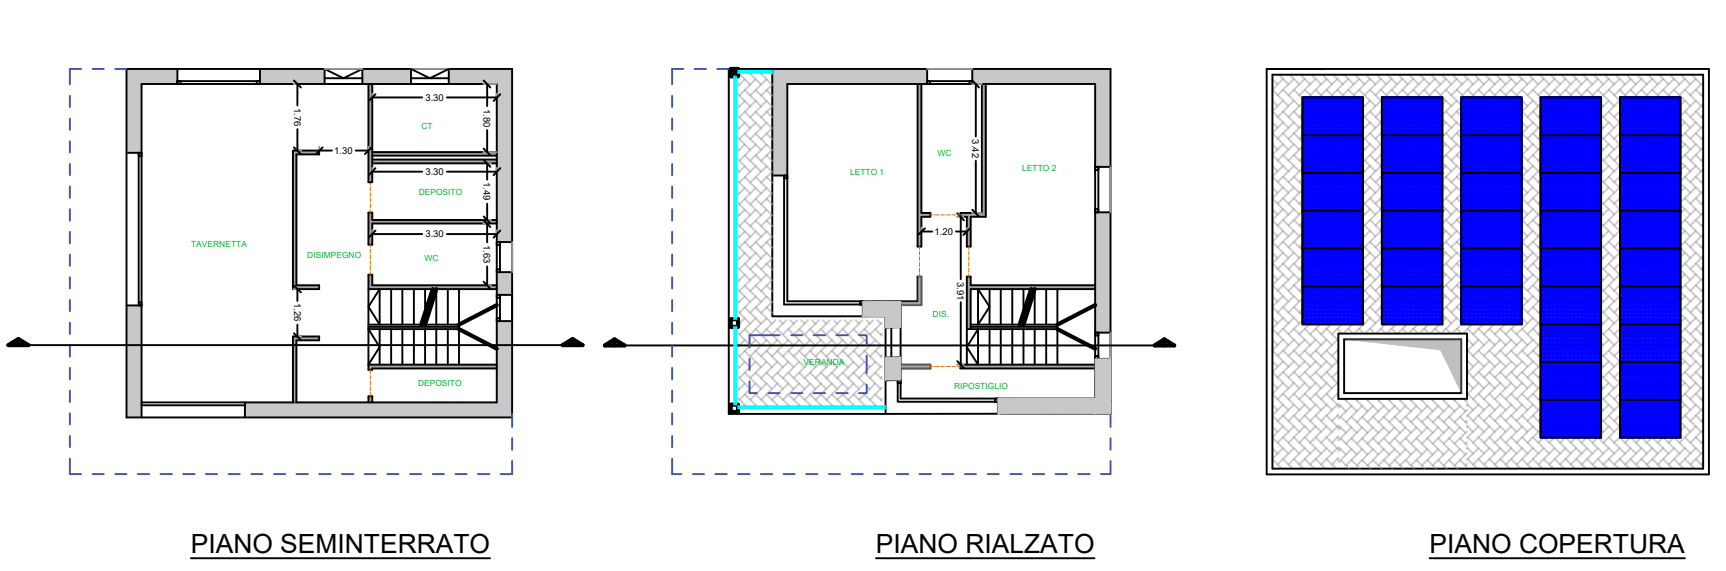 3.30
1.76
1.80
CT
1.30
3.30
DEPOSITO
1.49
3.30
TAVERNETTA
DISIMPEGNO
WC
1.63
1.26
DEPOSITO
PIANO SEMINTERRATO
WC
3.42
LETTO 1
LETTO 2
1.20
3.91
DIS.
VERANDA
RIPOSTIGLIO
PIANO RIALZATO
PIANO COPERTURA